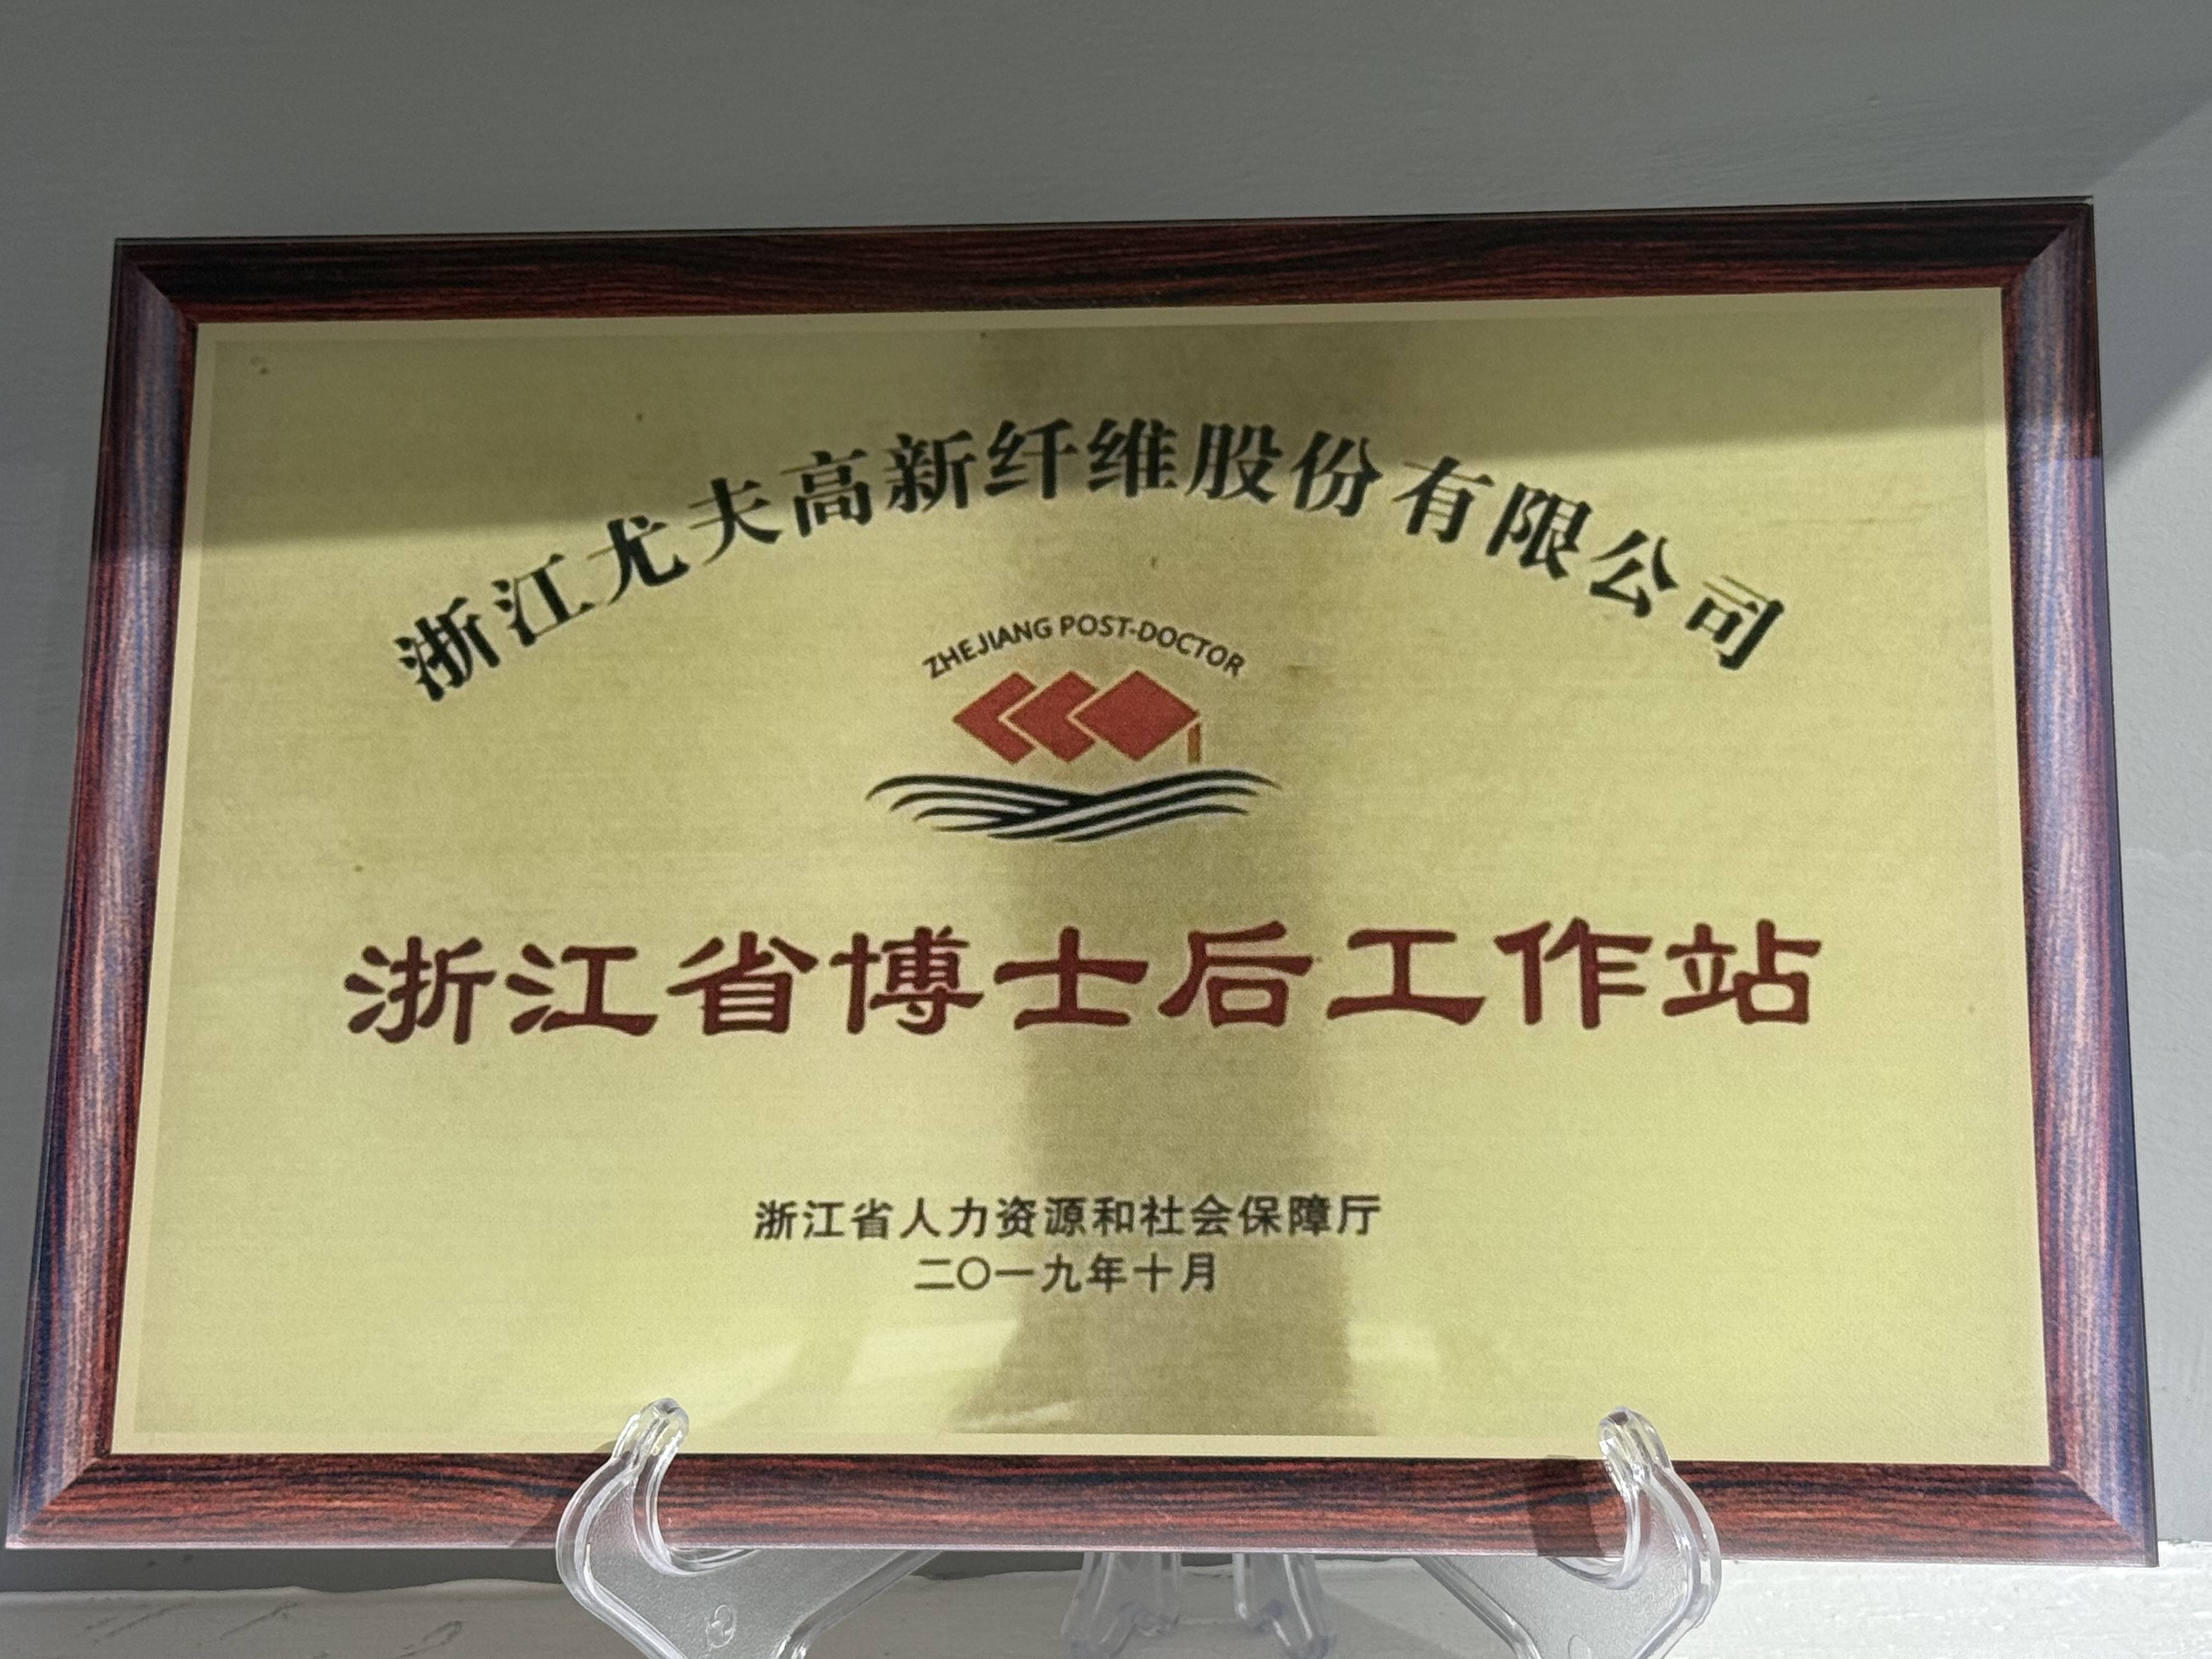 浙江尤夫高新纤维股份有限公司
ZHEJIANG POST-DOCTOR
浙江省博士后工作站
浙江省人力资源和社会保障厅
二〇一九年十月